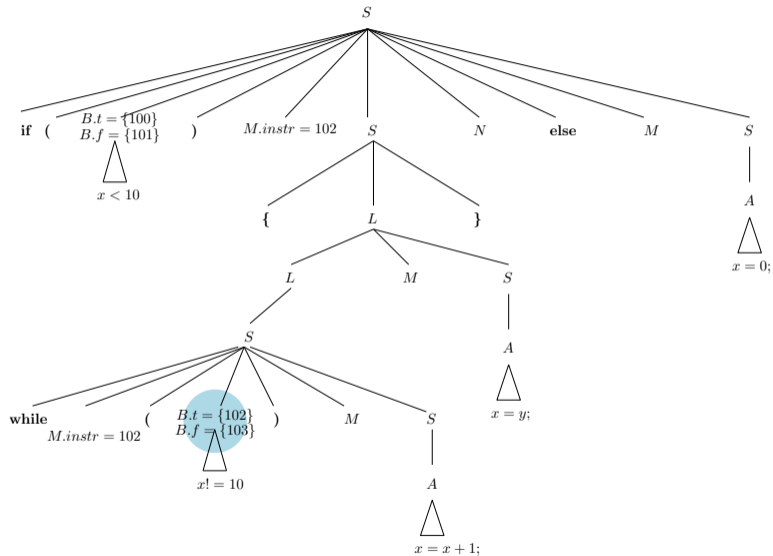 S
if ( B.t = {100} ) M.instr = 102 S N else M S
B.f = {101}
x < 10
A
{ L }
x = 0;
L M S
S
A
while M.instr = 102 ( B.t = {102} ) M S
B.f = {103}
x = y;
x! = 10
A
x = x + 1;